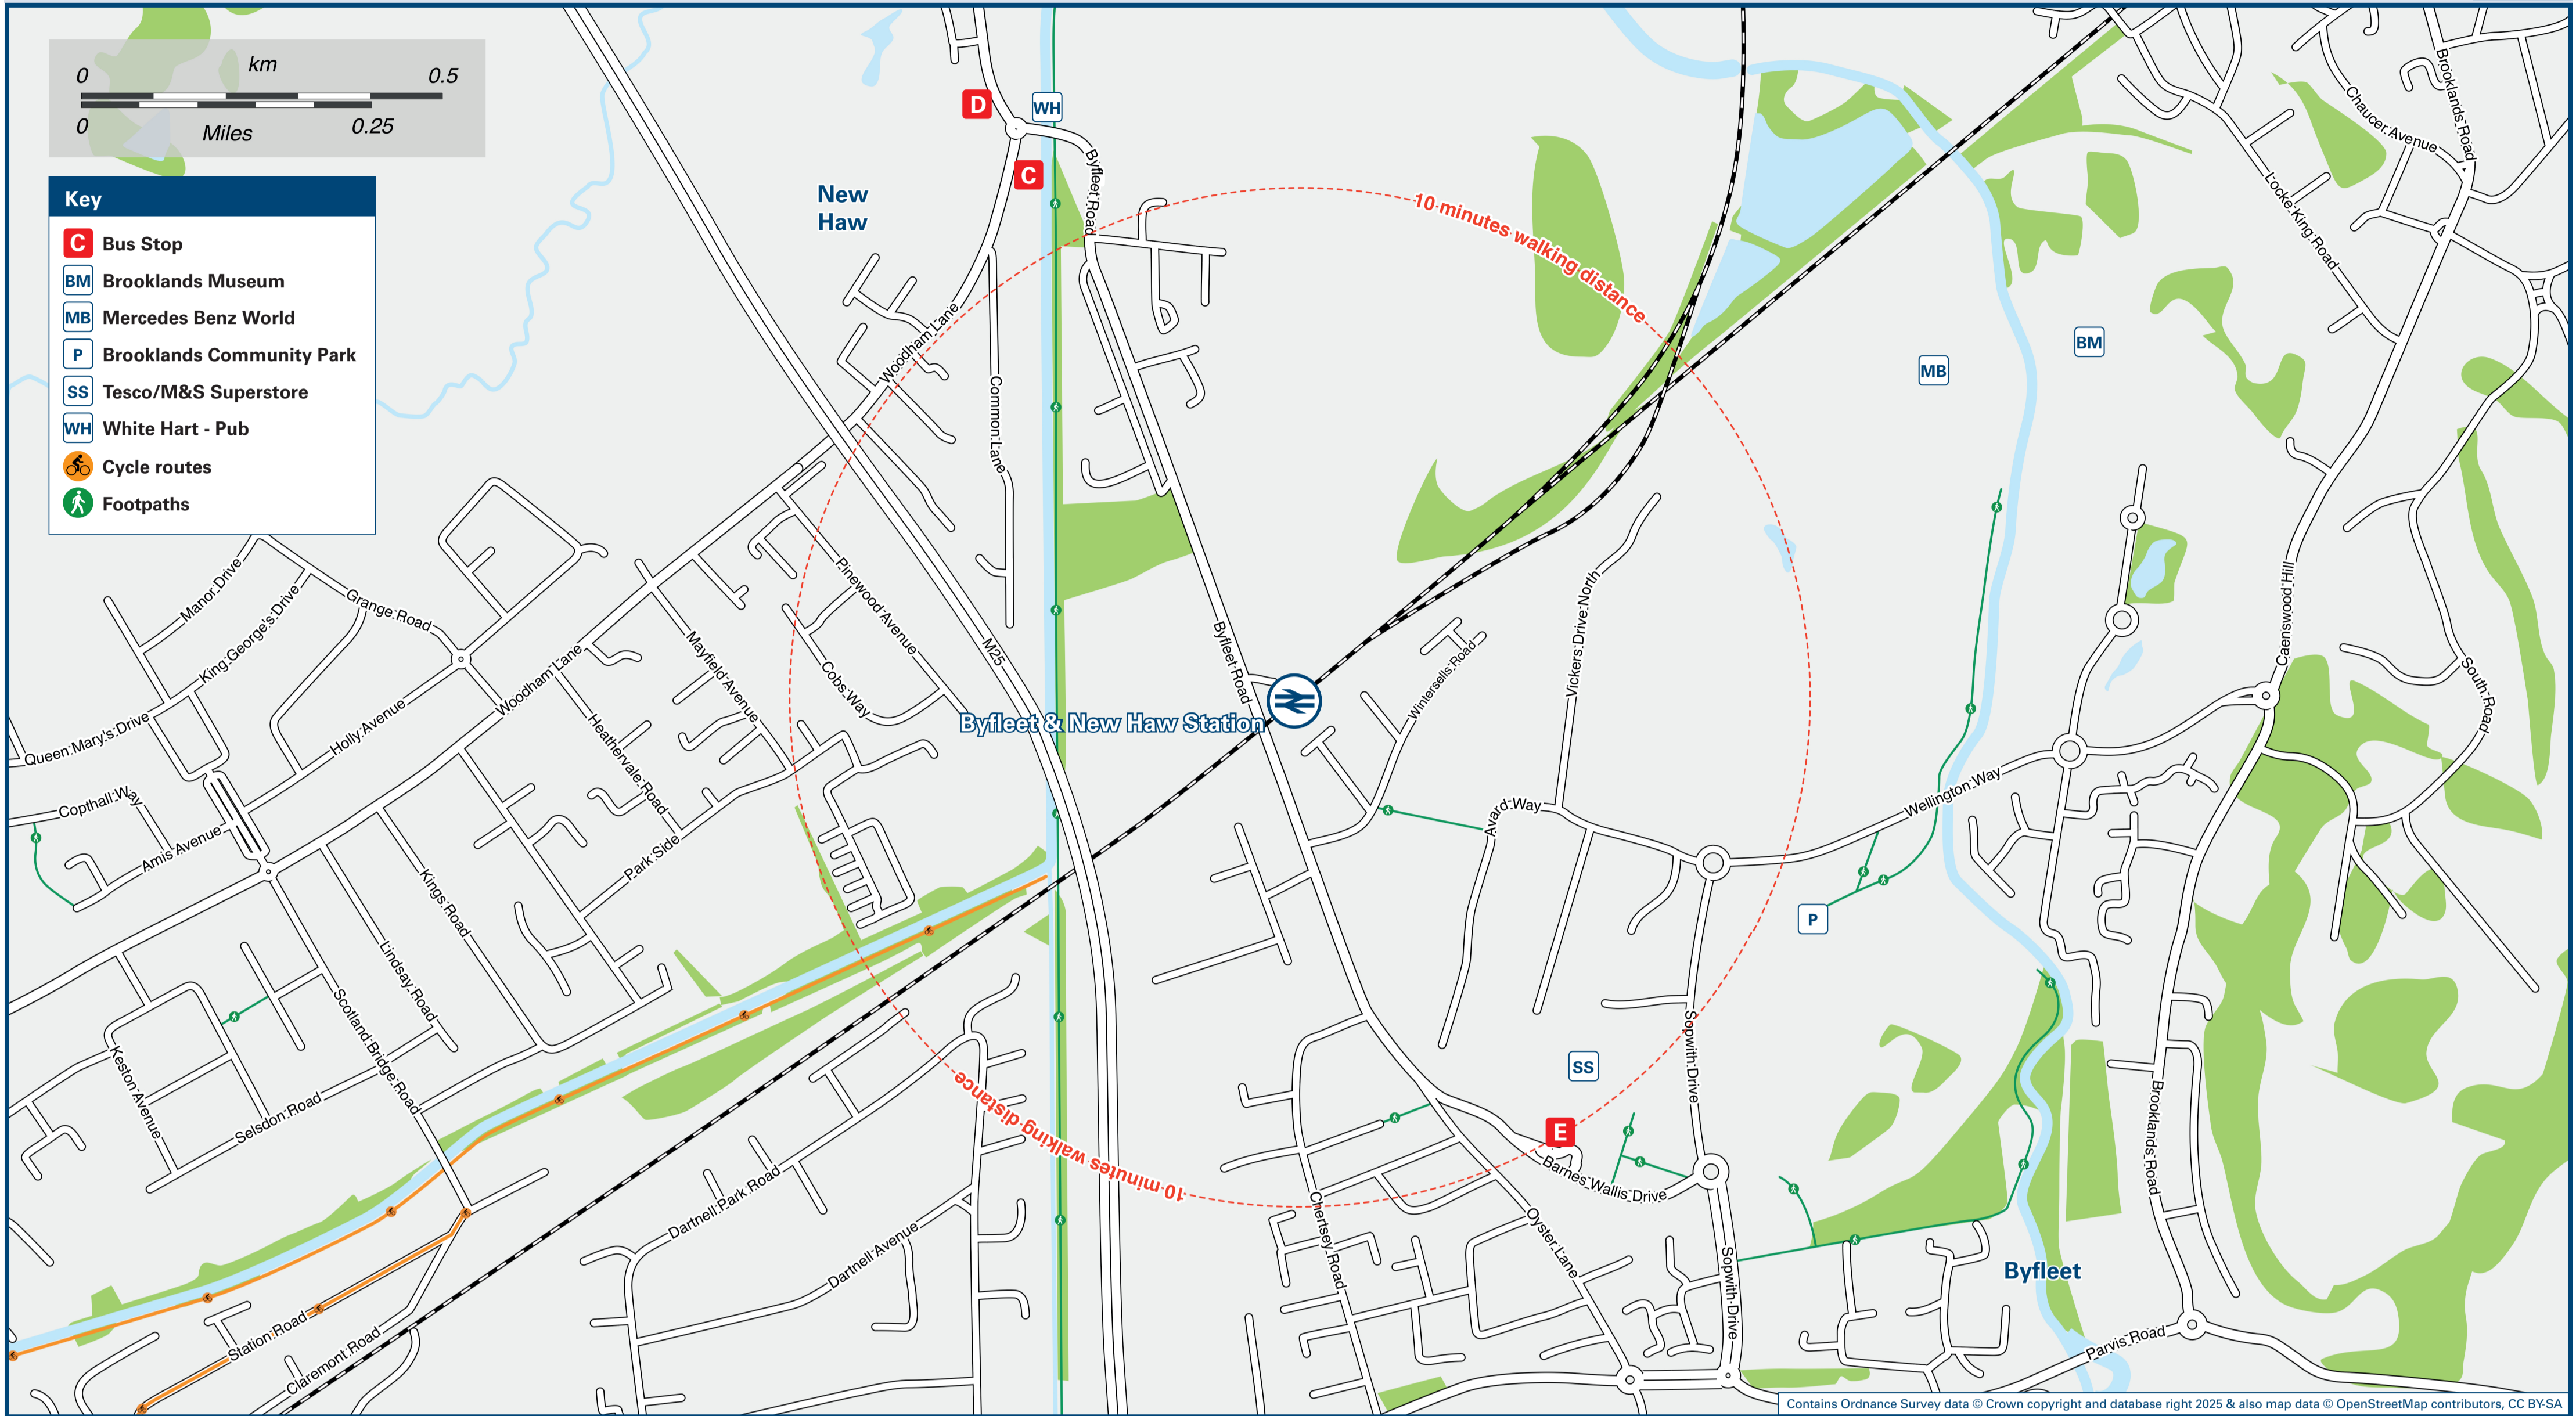 km
0
0.5
0
0.25
Miles
Key
C Bus Stop
BM Brooklands Museum
MB Mercedes Benz World
P Brooklands Community Park
SS Tesco/M&S Superstore
WH White Hart - Pub
Cycle routes
Footpaths
D
WH
C
Byfleet Road
New
Haw
10 minutes walking distance
Brooklands Road
Chaucer Avenue
Locke King Road
BM
MB
Woodham Lane
Common Lane
Manor Drive
King George's Drive
Grange Road
Pinewood Avenue
Mayfield Avenue
Cobs Way
M25
Byfleet Road
Byfleet & New Haw Station
Wintersells Road
Vickers Drive North
Caenswood Hill
South Road
Queen Mary's Drive
Holly Avenue
Woodham Lane
Heathervale Road
Copthall Way
Amis Avenue
Park Side
Kings Road
Lindsay Road
Avard Way
Wellington Way
P
Scotland Bridge Road
Keston Avenue
Selsdon Road
10 minutes walking distance
SS
Sopwith Drive
E
Barnes Wallis Drive
Brooklands Road
Dartnell Park Road
Dartnell Avenue
Chertsey Road
Oyster Lane
Sopwith Drive
Byfleet
Station Road
Claremont Road
Parvis Road
Contains Ordnance Survey data © Crown copyright and database right 2025 & also map data © OpenStreetMap contributors, CC BY-SA